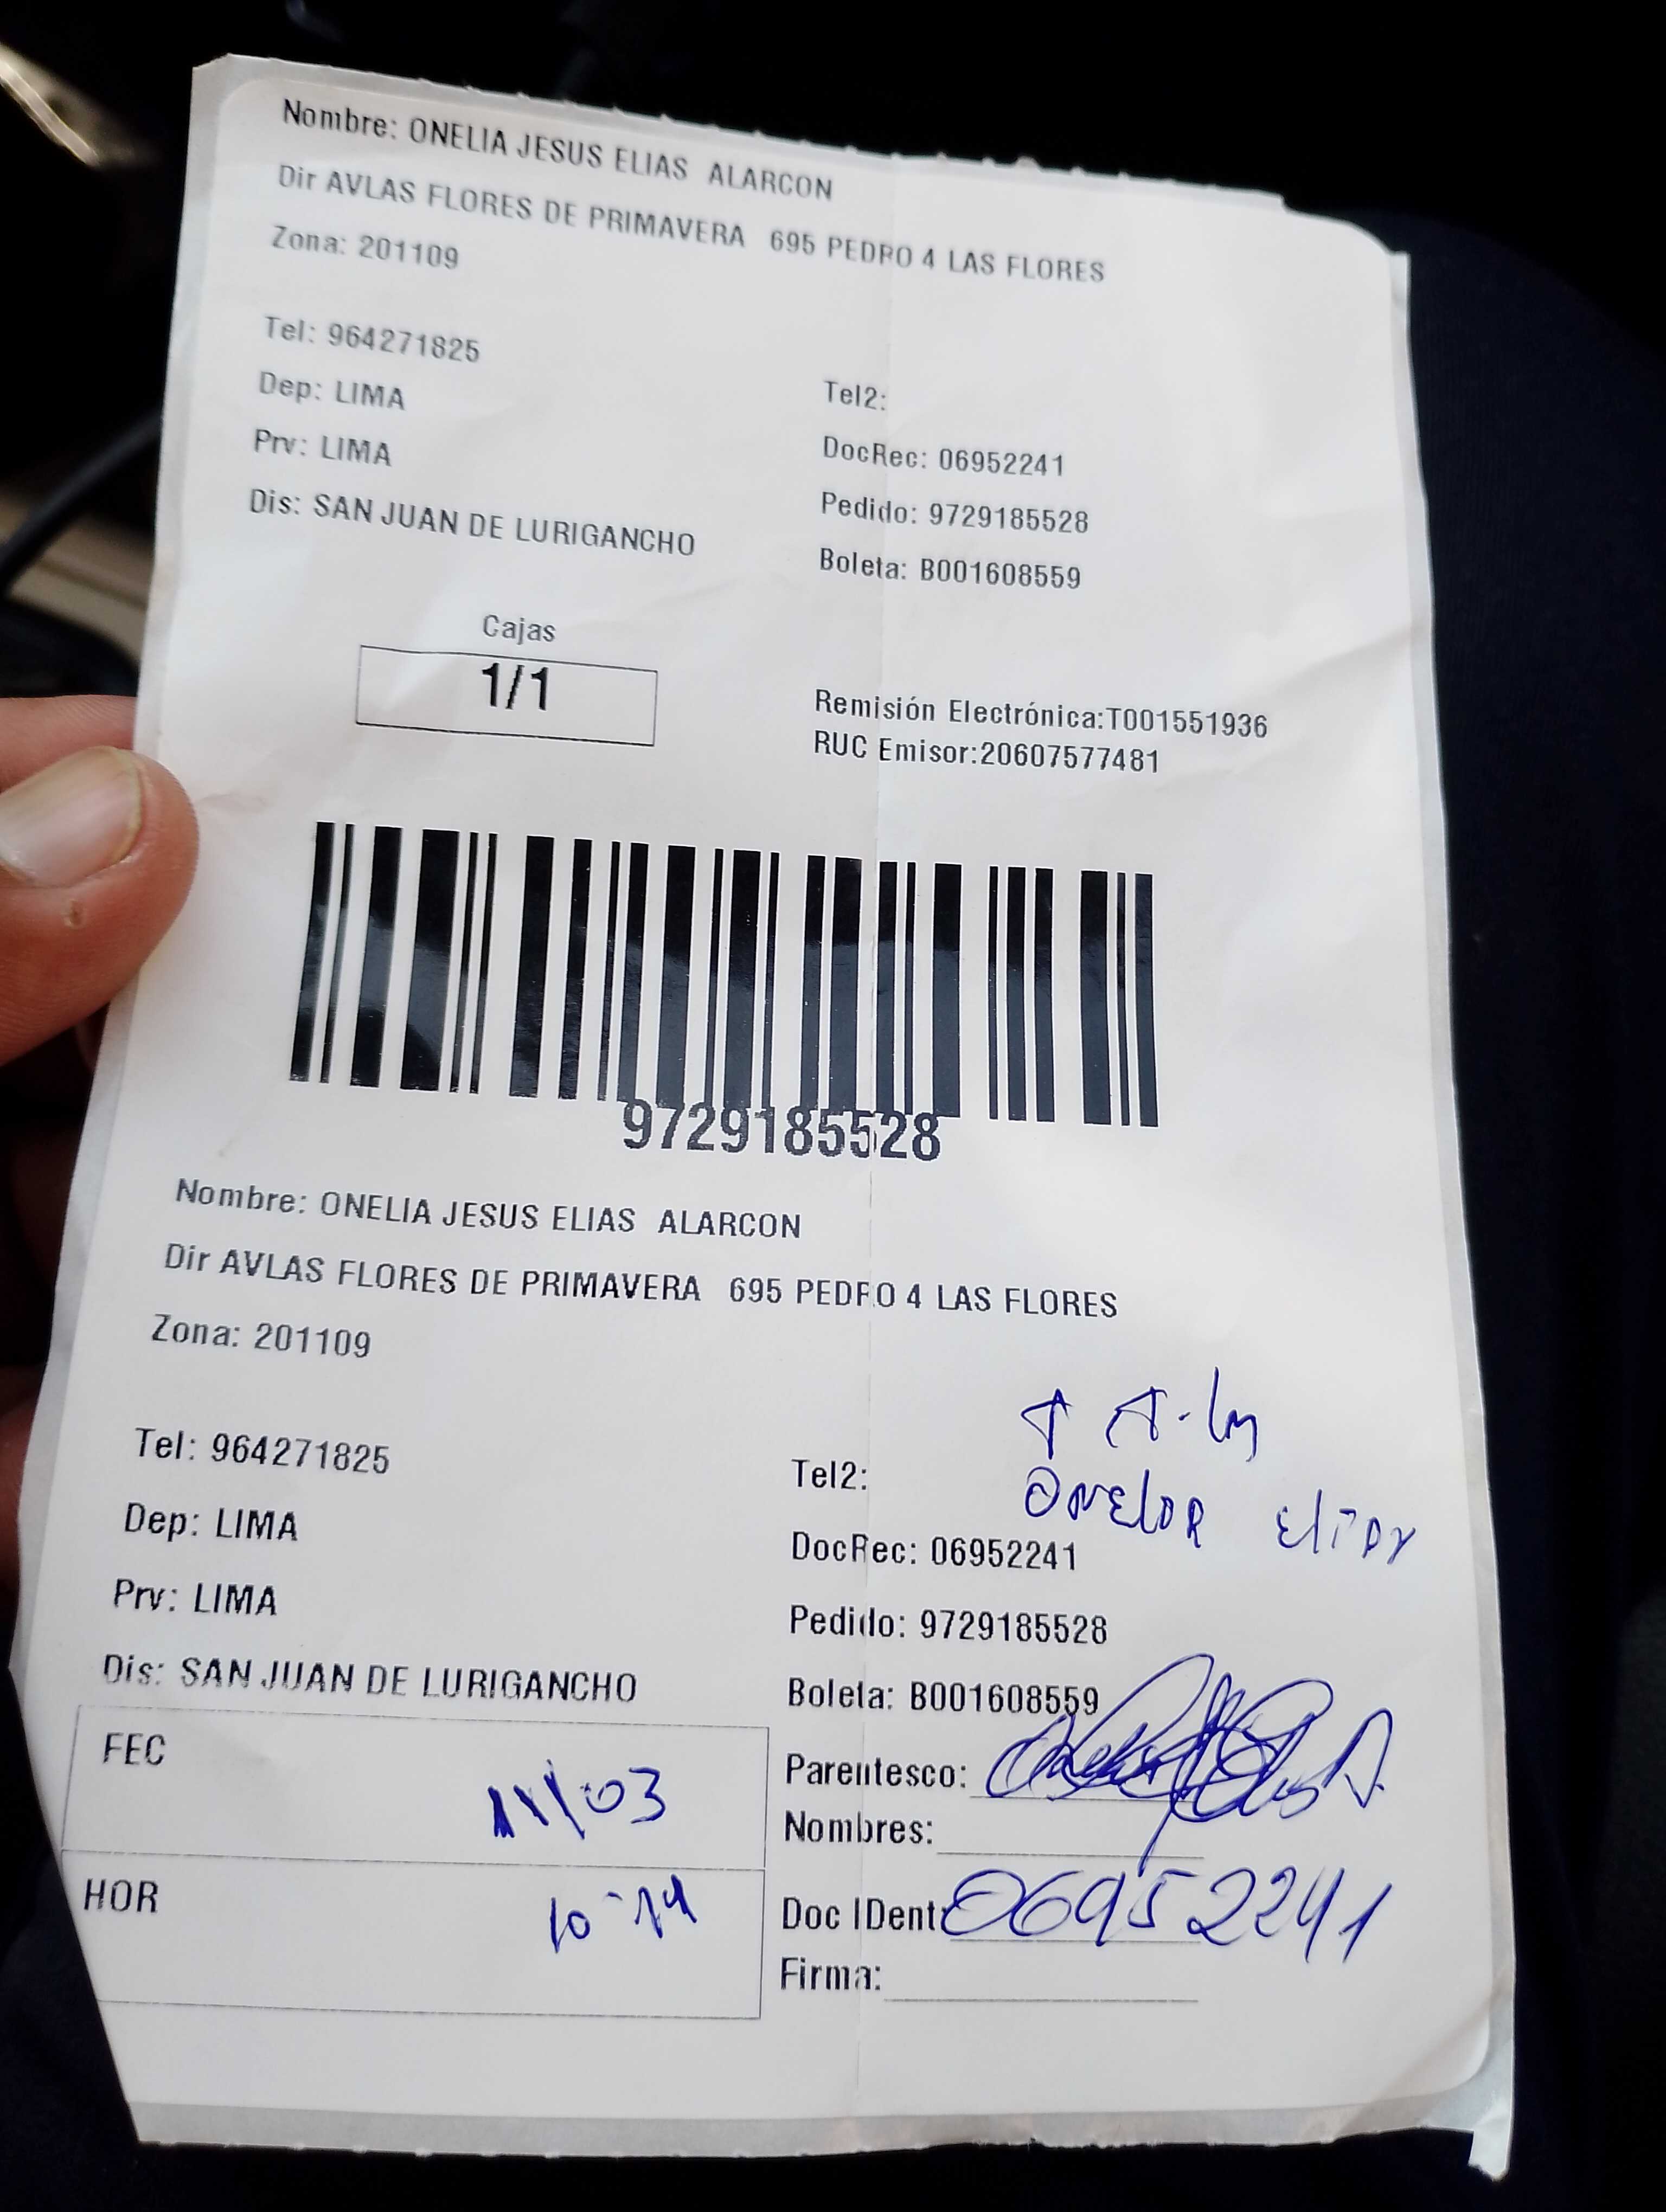 Nombre: ONELIA JESUS ELIAS ALARCON
Dir AVLAS FLORES DE PRIMAVERA 695 PEDRO 4 LAS FLORES
Zona: 201109
Tel: 964271825
Tel2:
Dep: LIMA
DocRec: 06952241
Prv: LIMA
Pedido: 9729185528
Dis: SAN JUAN DE LURIGANCHO
Boleta: B001608559
Cajas
1/1
Remisión Electrónica:T001551936
RUC Emisor:20607577481
9729185528
Nombre: ONELIA JESUS ELIAS ALARCON
Dir AVLAS FLORES DE PRIMAVERA 695 PEDRO 4 LAS FLORES
Zona: 201109
Tel: 964271825
Tel2:
Dep: LIMA
DocRec: 06952241
Prv: LIMA
Pedido: 9729185528
Dis: SAN JUAN DE LURIGANCHO
Boleta: B001608559
FEC 11/03
Parentesco:
Nombres:
HOR
Doc IDent: 06952241
Firma: